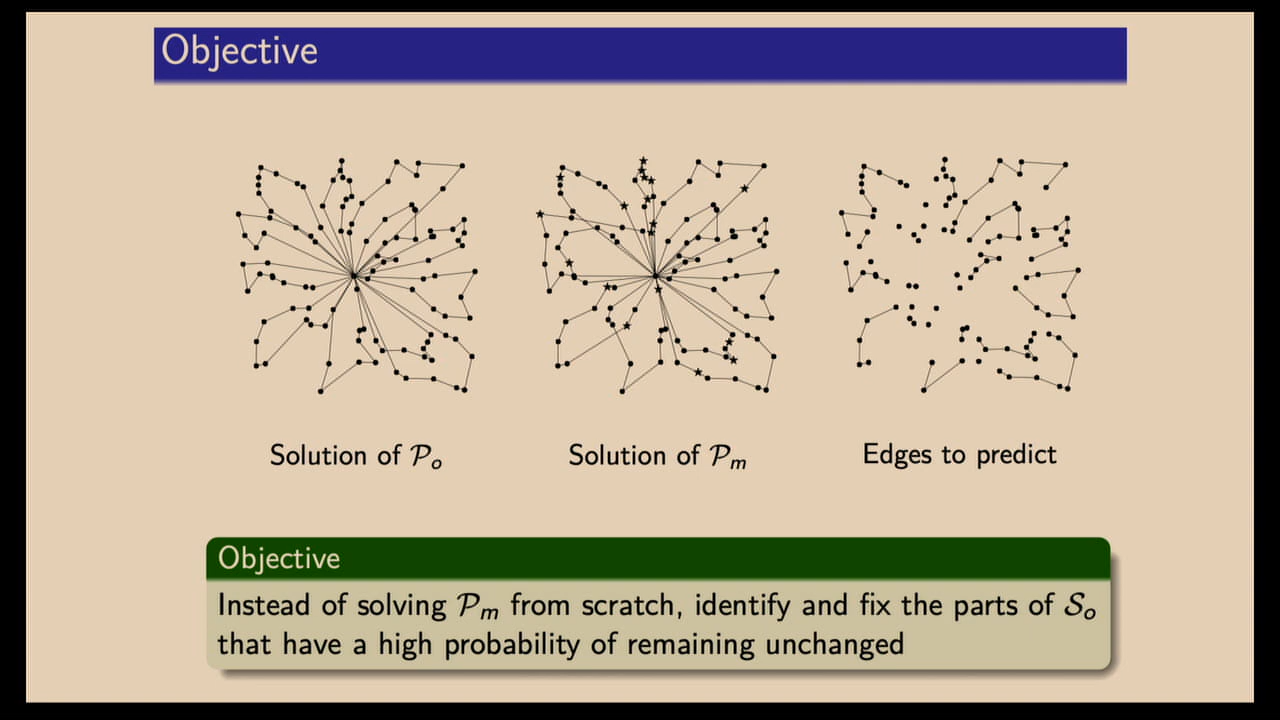 Objective
Solution of 𝒫ₒ
Solution of 𝒫ₘ
Edges to predict
Objective
Instead of solving 𝒫ₘ from scratch, identify and fix the parts of 𝒮ₒ
that have a high probability of remaining unchanged